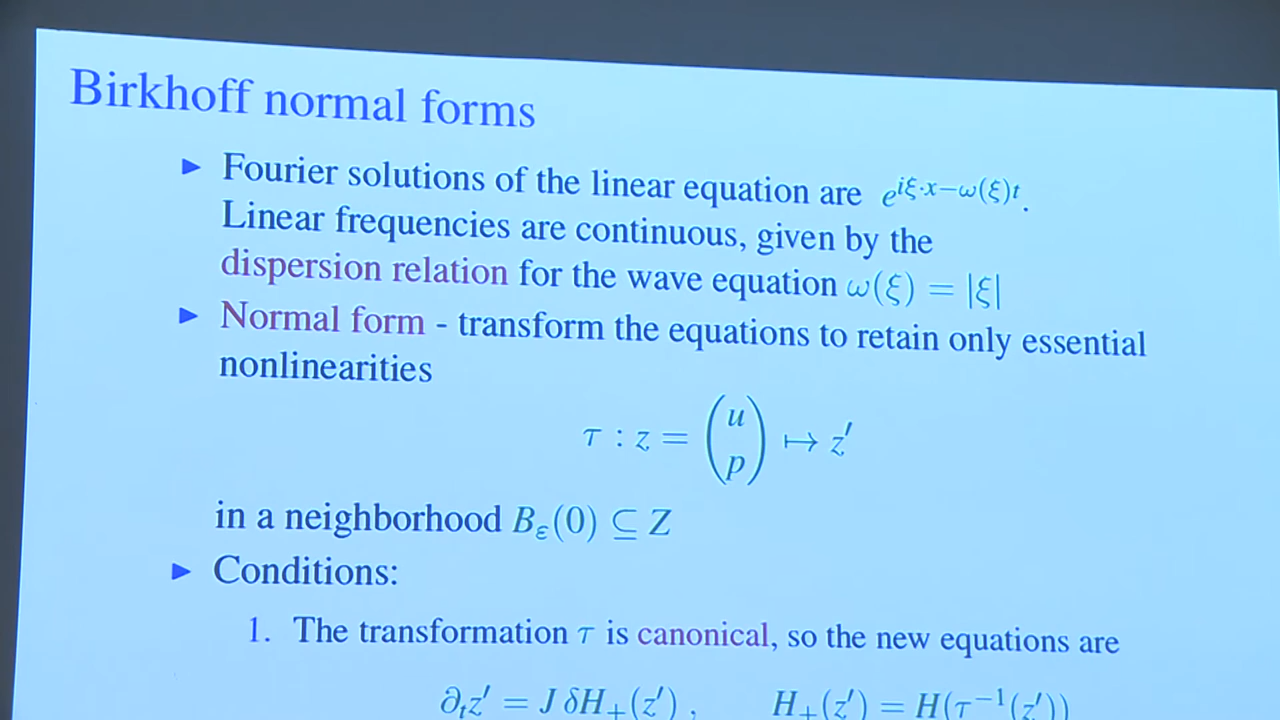 Birkhoff normal forms
▶ Fourier solutions of the linear equation are e^{iξ·x−ω(ξ)t}.
Linear frequencies are continuous, given by the
dispersion relation for the wave equation ω(ξ) = |ξ|
▶ Normal form - transform the equations to retain only essential
nonlinearities
τ : z = (u p) ↦ z′
in a neighborhood B_ε(0) ⊆ Z
▶ Conditions:
1. The transformation τ is canonical, so the new equations are
∂_t z′ = J δH_+(z′) , H_+(z′) = H(τ^{−1}(z′))